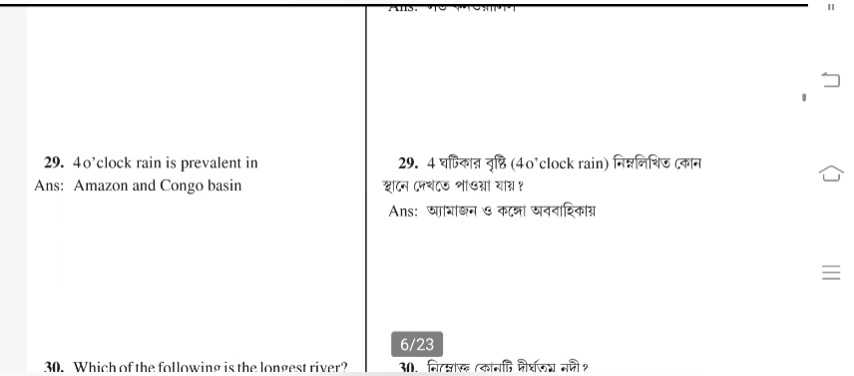 29. 4 o'clock rain is prevalent in
Ans: Amazon and Congo basin
30. Which of the following is the longest river?
29. 4 ঘটিকার বৃষ্টি (4 o'clock rain) নিম্নলিখিত কোন
স্থানে দেখতে পাওয়া যায়?
Ans: অ্যামাজন ও কঙ্গো অববাহিকায়
6/23
30. নিম্নোক্ত কোনটি দীর্ঘতম নদী?